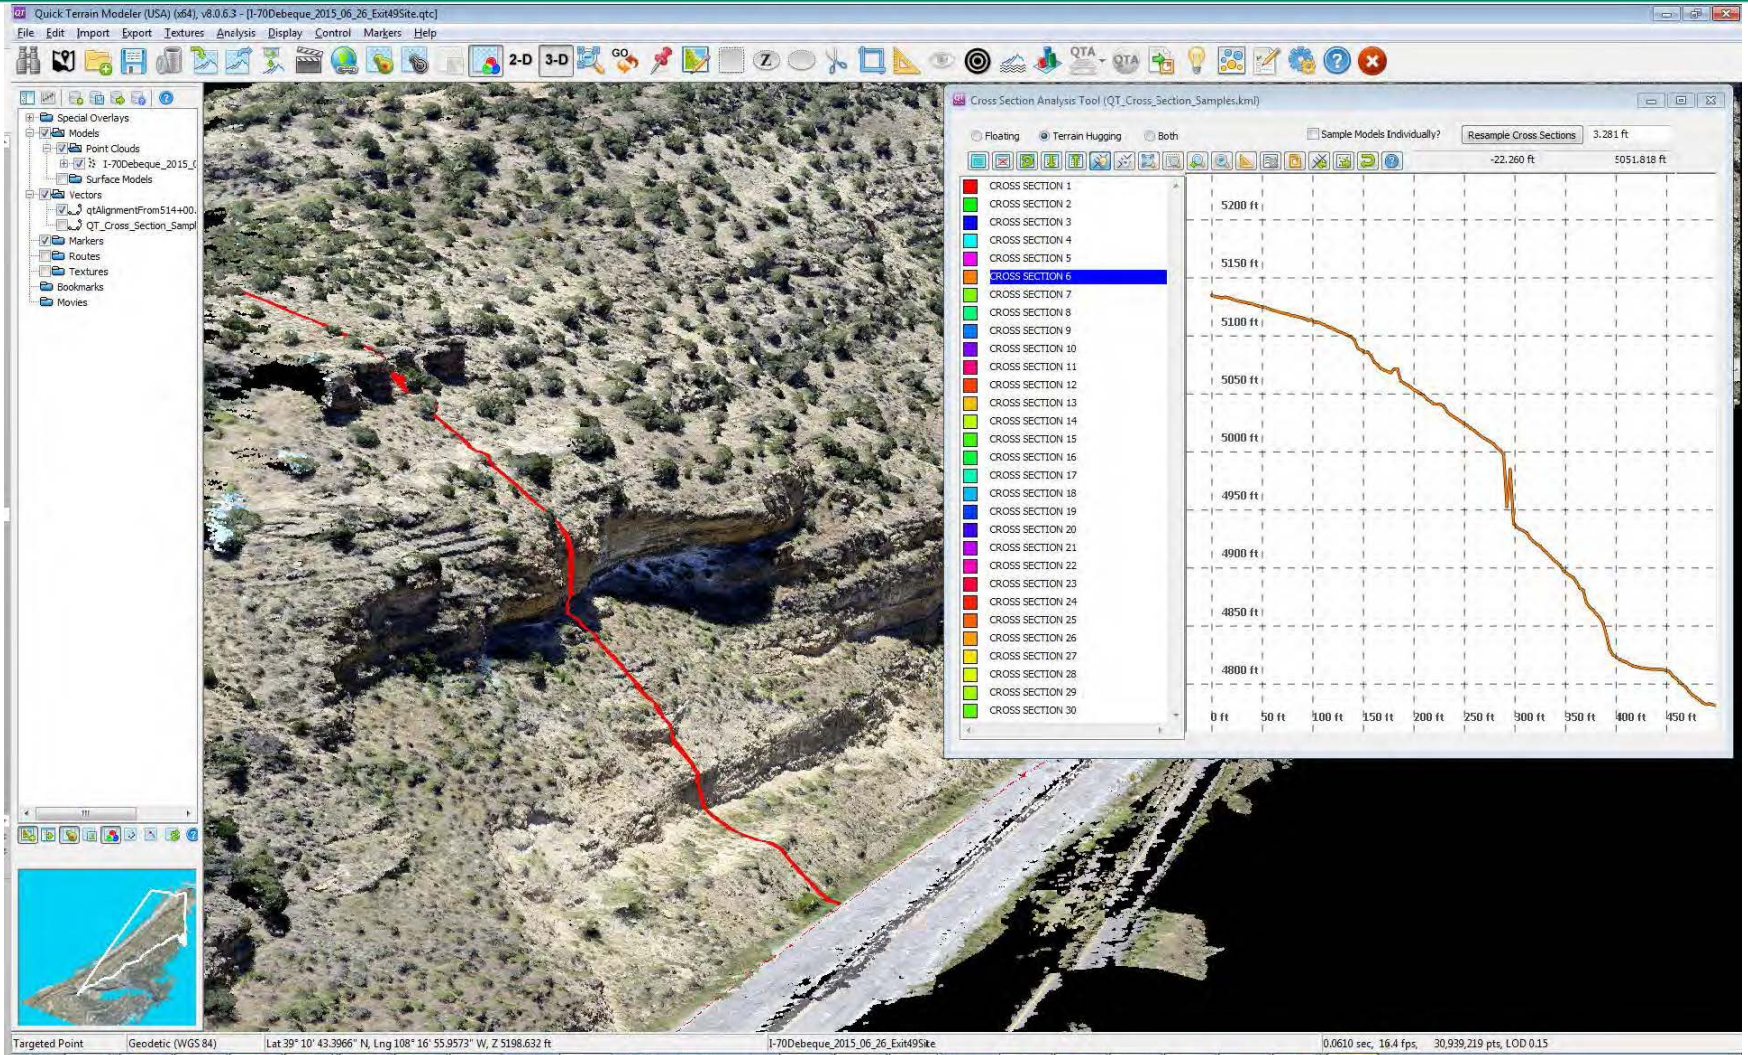 Quick Terrain Modeler (USA) (x64), v8.0.6.3 - [I-70Debeque_2015_06_26_Exit49Site.qtc]
File Edit Import Export Textures Analysis Display Control Markers Help
2-D 3-D GO Z QTA QTA
Special Overlays
Models
Point Clouds
I-70Debeque_2015_0
Surface Models
Vectors
qtAlignmentFrom514+00.
QT_Cross_Section_Sampl
Markers
Routes
Textures
Bookmarks
Movies
Cross Section Analysis Tool (QT_Cross_Section_Samples.kml)
Floating Terrain Hugging Both Sample Models Individually? Resample Cross Sections 3.281 ft
-22.260 ft 5051.818 ft
CROSS SECTION 1
CROSS SECTION 2
CROSS SECTION 3
CROSS SECTION 4
CROSS SECTION 5
CROSS SECTION 6
CROSS SECTION 7
CROSS SECTION 8
CROSS SECTION 9
CROSS SECTION 10
CROSS SECTION 11
CROSS SECTION 12
CROSS SECTION 13
CROSS SECTION 14
CROSS SECTION 15
CROSS SECTION 16
CROSS SECTION 17
CROSS SECTION 18
CROSS SECTION 19
CROSS SECTION 20
CROSS SECTION 21
CROSS SECTION 22
CROSS SECTION 23
CROSS SECTION 24
CROSS SECTION 25
CROSS SECTION 26
CROSS SECTION 27
CROSS SECTION 28
CROSS SECTION 29
CROSS SECTION 30
5200 ft
5150 ft
5100 ft
5050 ft
5000 ft
4950 ft
4900 ft
4850 ft
4800 ft
0 ft 50 ft 100 ft 150 ft 200 ft 250 ft 300 ft 350 ft 400 ft 450 ft
Targeted Point Geodetic (WGS 84) Lat 39° 10' 43.3966" N, Lng 108° 16' 55.9573" W, Z 5198.632 ft I-70Debeque_2015_06_26_Exit49Site 0.0610 sec, 16.4 fps, 30,939,219 pts, LOD 0.15